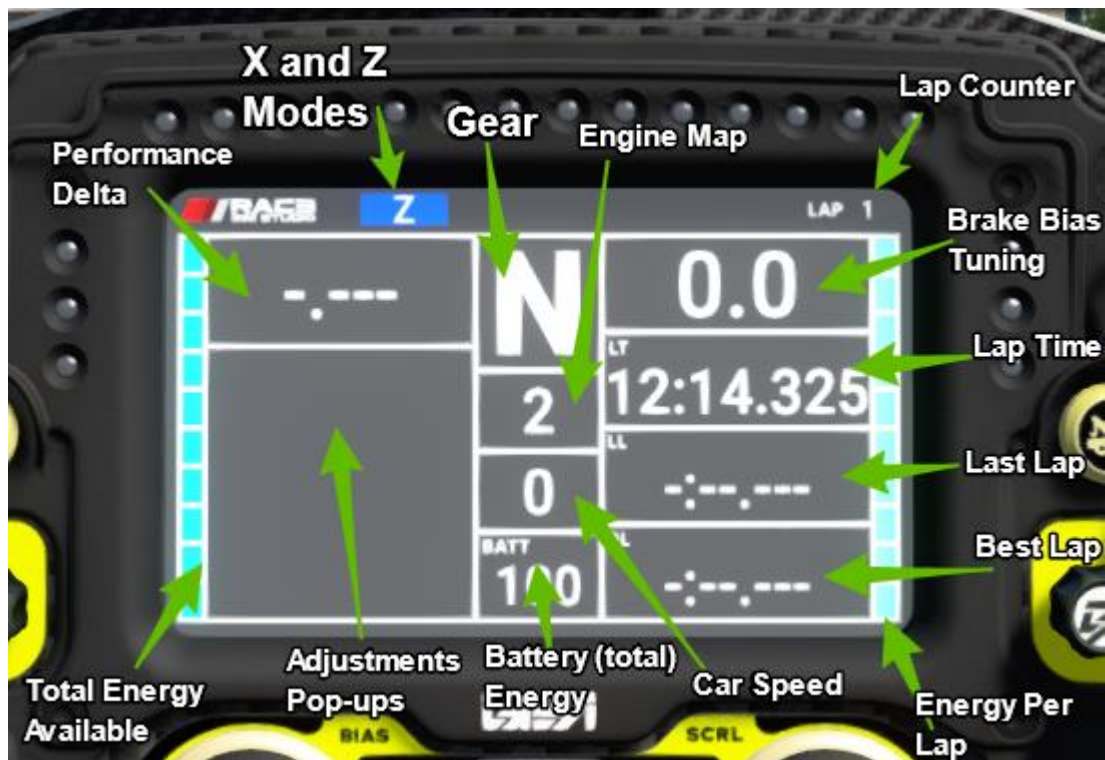 X and Z
Modes
Lap Counter
Gear
Engine Map
Performance
Delta
Z
LAP 1
Brake Bias
Tuning
-.---
N
0.0
LT
12:14.325
Lap Time
2
LL
-:--.---
Last Lap
0
BATT
100
-:--.---
Best Lap
Adjustments
Pop-ups
Battery (total)
Energy
Car Speed
Total Energy
Available
Energy Per
Lap
BIAS
SCRL